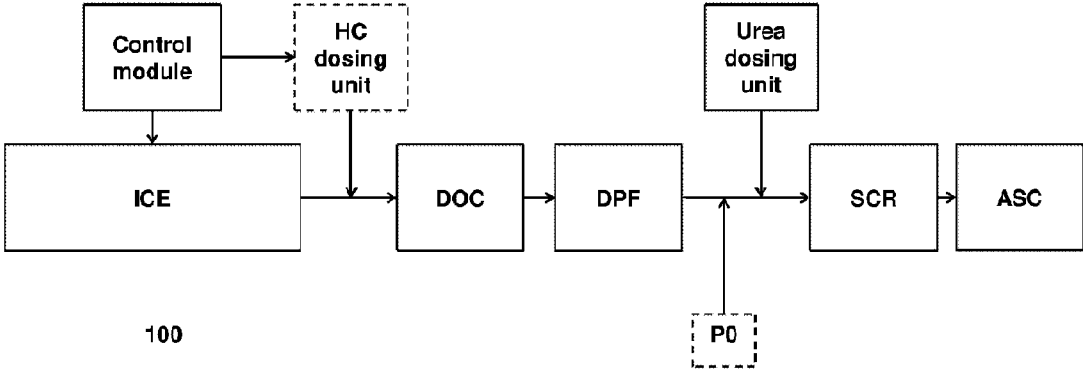 Control
module
HC
dosing
unit
Urea
dosing
unit
ICE
DOC
DPF
SCR
ASC
100
P0